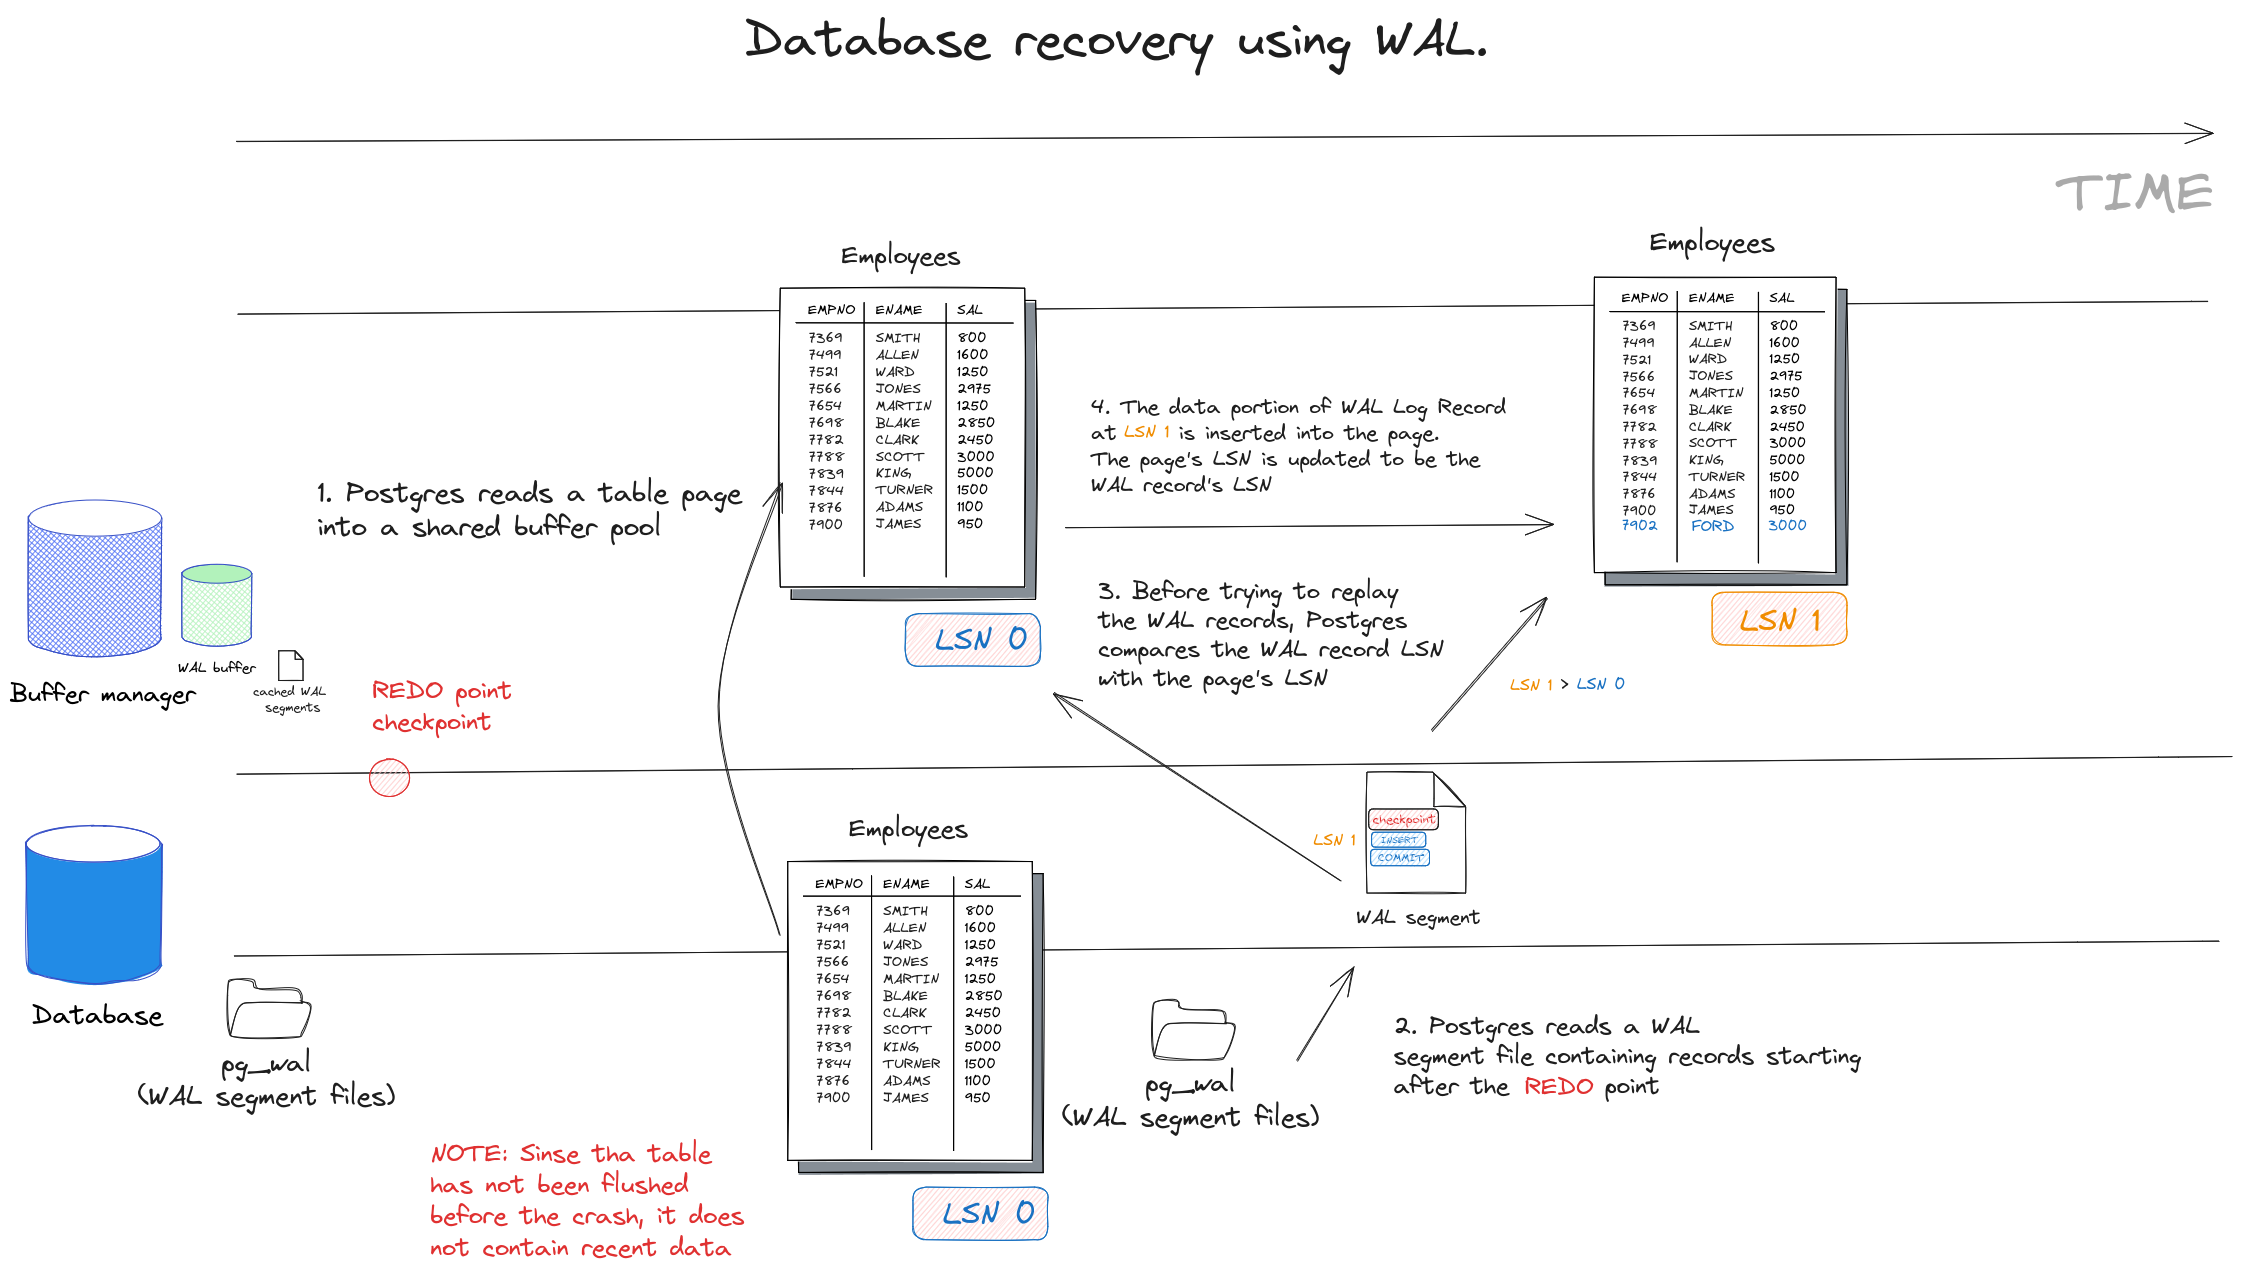 Database recovery using WAL.
TIME
Employees
EMPNO ENAME SAL
7369 SMITH 800
7499 ALLEN 1600
7521 WARD 1250
7566 JONES 2975
7654 MARTIN 1250
7698 BLAKE 2850
7782 CLARK 2450
7788 SCOTT 3000
7839 KING 5000
7844 TURNER 1500
7876 ADAMS 1100
7900 JAMES 950
LSN 0
Employees
EMPNO ENAME SAL
7369 SMITH 800
7499 ALLEN 1600
7521 WARD 1250
7566 JONES 2975
7654 MARTIN 1250
7698 BLAKE 2850
7782 CLARK 2450
7788 SCOTT 3000
7839 KING 5000
7844 TURNER 1500
7876 ADAMS 1100
7900 JAMES 950
7902 FORD 3000
LSN 1
1. Postgres reads a table page
into a shared buffer pool
4. The data portion of WAL Log Record
at LSN 1 is inserted into the page.
The page's LSN is updated to be the
WAL record's LSN
3. Before trying to replay
the WAL records, Postgres
compares the WAL record LSN
with the page's LSN
LSN 1 > LSN 0
Buffer manager
WAL buffer
cached WAL
segments
REDO point
checkpoint
Employees
EMPNO ENAME SAL
7369 SMITH 800
7499 ALLEN 1600
7521 WARD 1250
7566 JONES 2975
7654 MARTIN 1250
7698 BLAKE 2850
7782 CLARK 2450
7788 SCOTT 3000
7839 KING 5000
7844 TURNER 1500
7876 ADAMS 1100
7900 JAMES 950
LSN 0
LSN 1
checkpoint
INSERT
COMMIT
WAL segment
Database
pg_wal
(WAL segment files)
pg_wal
(WAL segment files)
2. Postgres reads a WAL
segment file containing records starting
after the REDO point
NOTE: Sinse tha table
has not been flushed
before the crash, it does
not contain recent data